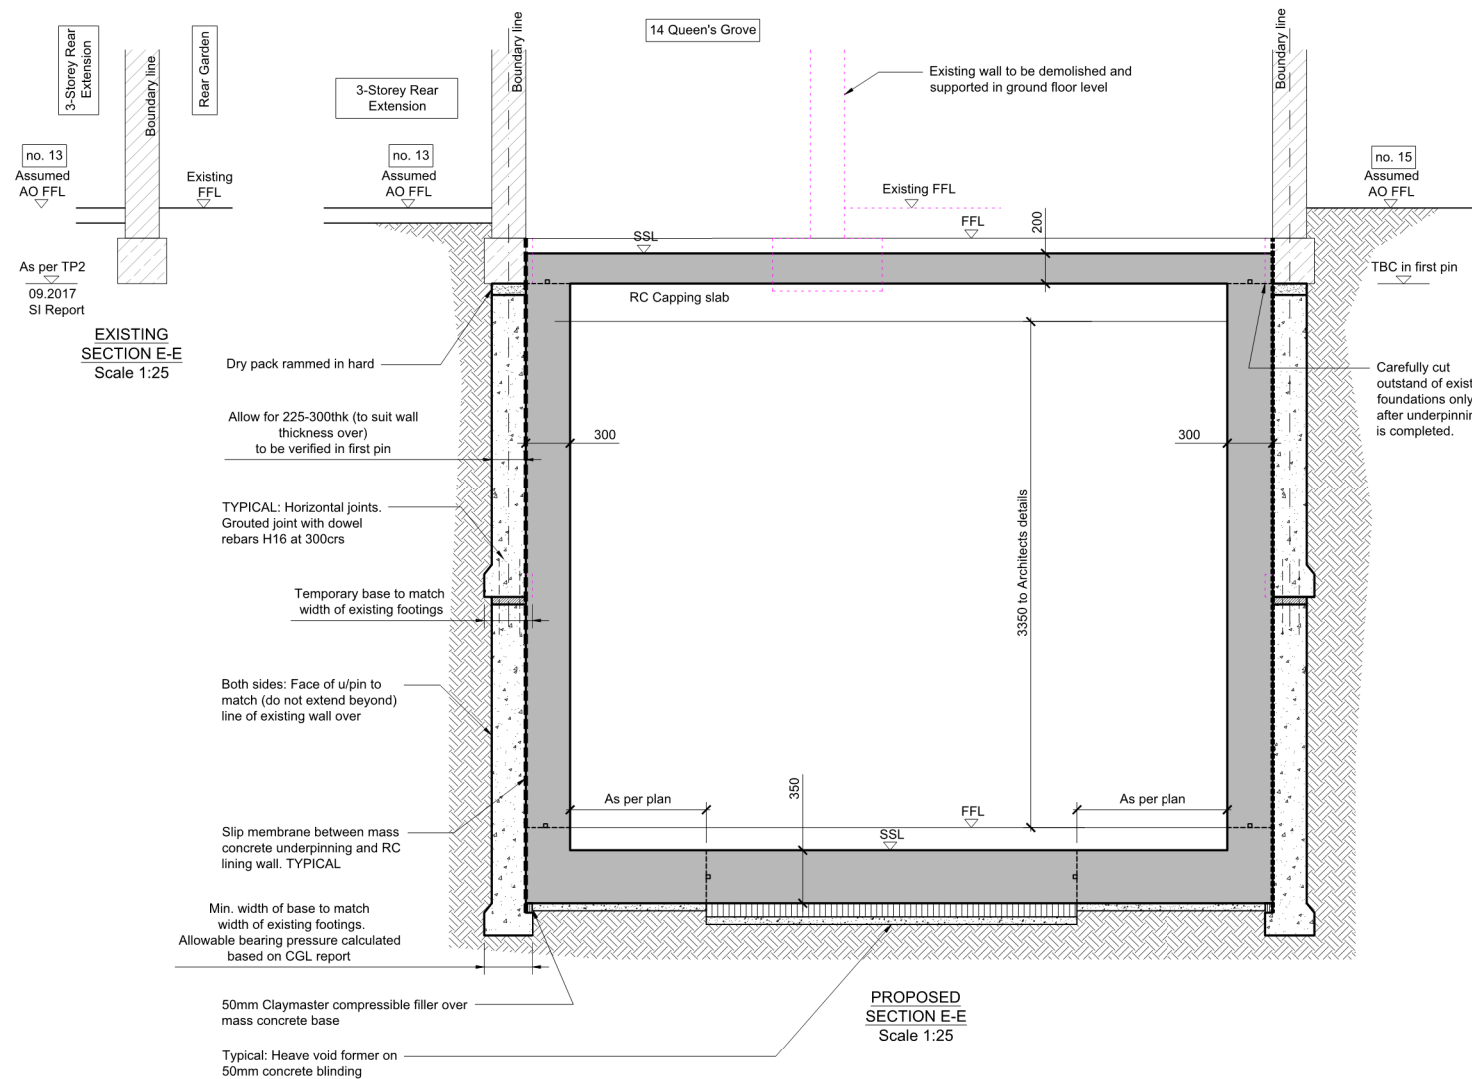 3-Storey Rear
Extension
Boundary line
Rear Garden
14 Queen's Grove
Boundary line
Boundary line
3-Storey Rear
Extension
Existing wall to be demolished and
supported in ground floor level
no. 13
Assumed
AO FFL
Existing
FFL
no. 13
Assumed
AO FFL
no. 15
Assumed
AO FFL
Existing FFL
FFL
200
SSL
As per TP2
09.2017
SI Report
TBC in first pin
RC Capping slab
EXISTING
SECTION E-E
Scale 1:25
Dry pack rammed in hard
Carefully cut
outstand of exist
foundations only
after underpinnin
is completed.
Allow for 225-300thk (to suit wall
thickness over)
to be verified in first pin
300
300
TYPICAL: Horizontal joints.
Grouted joint with dowel
rebars H16 at 300crs
3350 to Architects details
Temporary base to match
width of existing footings
Both sides: Face of u/pin to
match (do not extend beyond)
line of existing wall over
350
As per plan
As per plan
FFL
SSL
Slip membrane between mass
concrete underpinning and RC
lining wall. TYPICAL
Min. width of base to match
width of existing footings.
Allowable bearing pressure calculated
based on CGL report
50mm Claymaster compressible filler over
mass concrete base
PROPOSED
SECTION E-E
Scale 1:25
Typical: Heave void former on
50mm concrete blinding